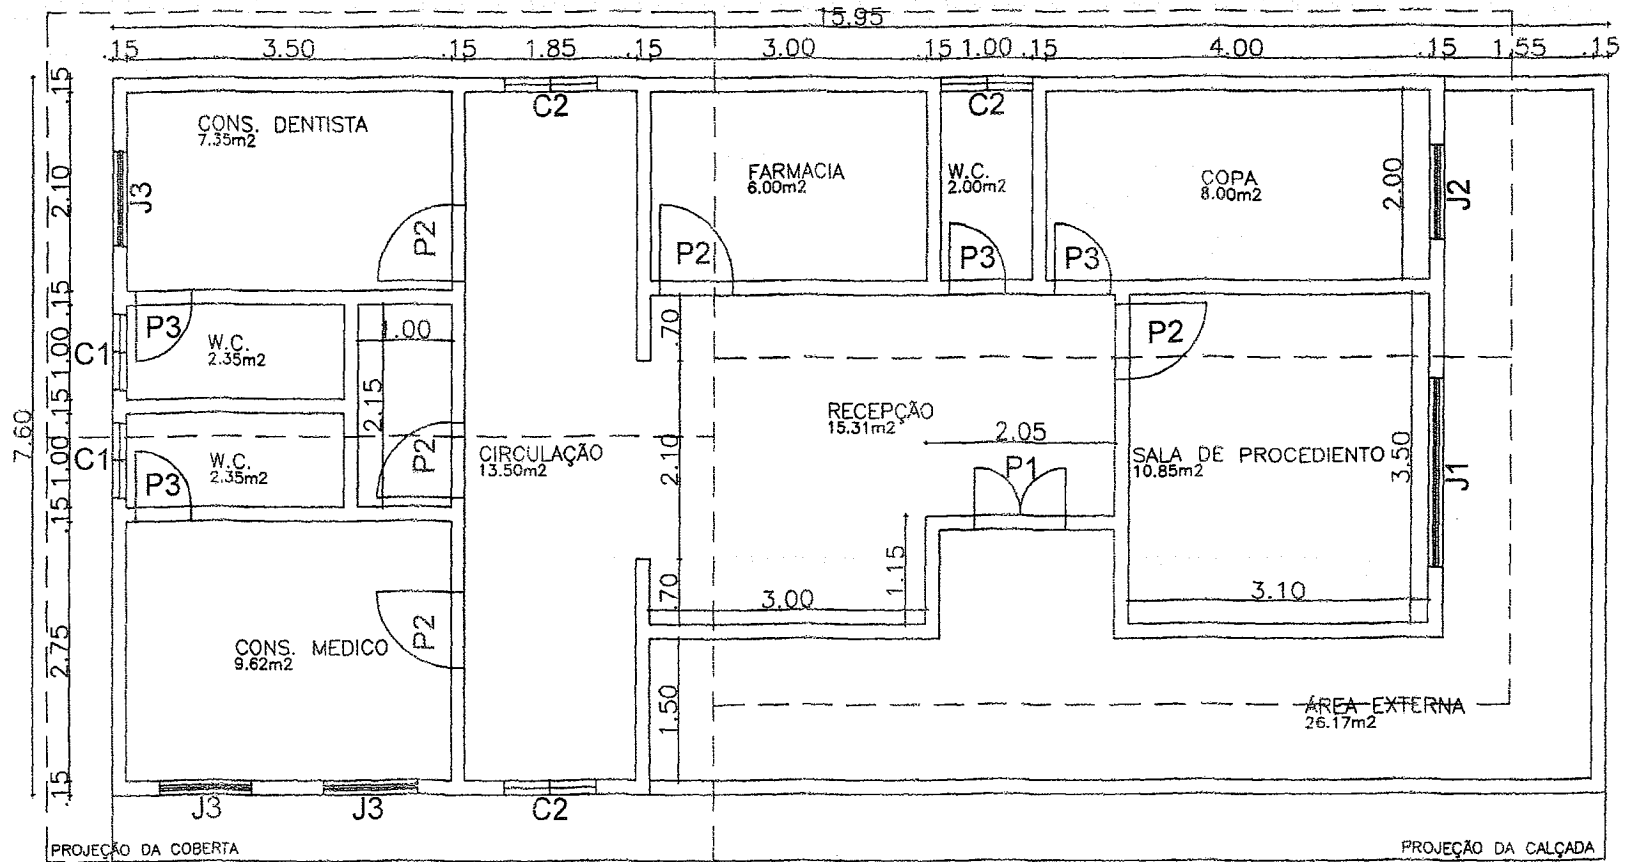 15.95
.15 3.50 .15 1.85 .15 3.00 .15 1.00 .15 4.00 .15 1.55 .15
.15
C2
C2
CONS. DENTISTA
7.35m2
FARMACIA
6.00m2
W.C.
2.00m2
COPA
8.00m2
2.00
J2
2.10
J3
P2
P2
P3
P3
.15
P3
1.00
.70
P2
W.C.
2.35m2
C1
1.00
.15
2.15
7.60
RECEPÇÃO
15.31m2
2.05
2.10
P1
CIRCULAÇÃO
13.50m2
SALA DE PROCEDIENTO
10.85m2
3.50
J1
C1
1.00
W.C.
2.35m2
P3
P2
.15
1.15
.70
3.00
3.10
P2
CONS. MEDICO
9.62m2
2.75
1.50
ÁREA EXTERNA
26.17m2
.15
J3
J3
C2
PROJEÇÃO DA COBERTA
PROJEÇÃO DA CALÇADA